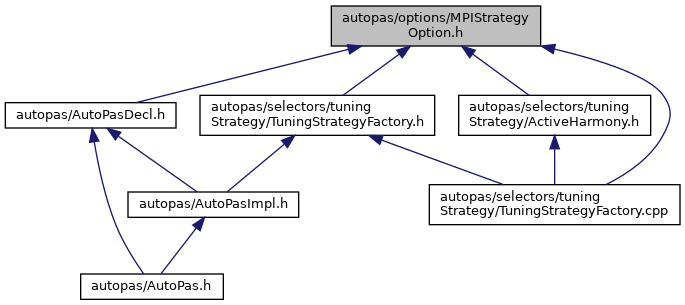 autopas/options/MPIStrategy
Option.h
autopas/AutoPasDecl.h
autopas/selectors/tuning
Strategy/TuningStrategyFactory.h
autopas/selectors/tuning
Strategy/ActiveHarmony.h
autopas/AutoPasImpl.h
autopas/selectors/tuning
Strategy/TuningStrategyFactory.cpp
autopas/AutoPas.h